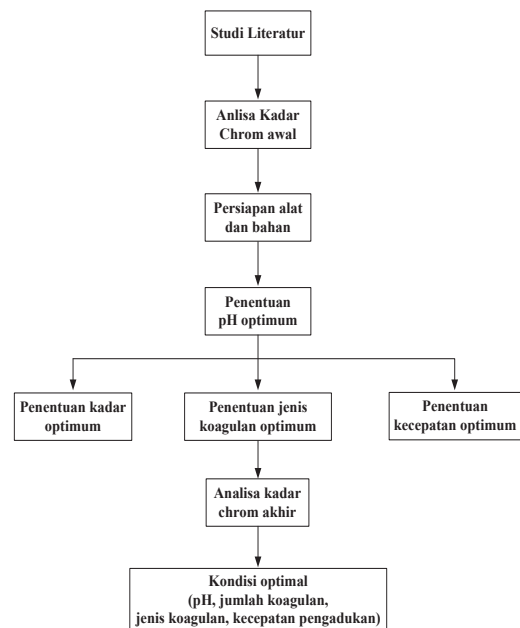 Studi Literatur
Anlisa Kadar
Chrom awal
Persiapan alat
dan bahan
Penentuan
pH optimum
Penentuan kadar
optimum
Penentuan jenis
koagulan optimum
Penentuan
kecepatan optimum
Analisa kadar
chrom akhir
Kondisi optimal
(pH, jumlah koagulan,
jenis koagulan, kecepatan pengadukan)